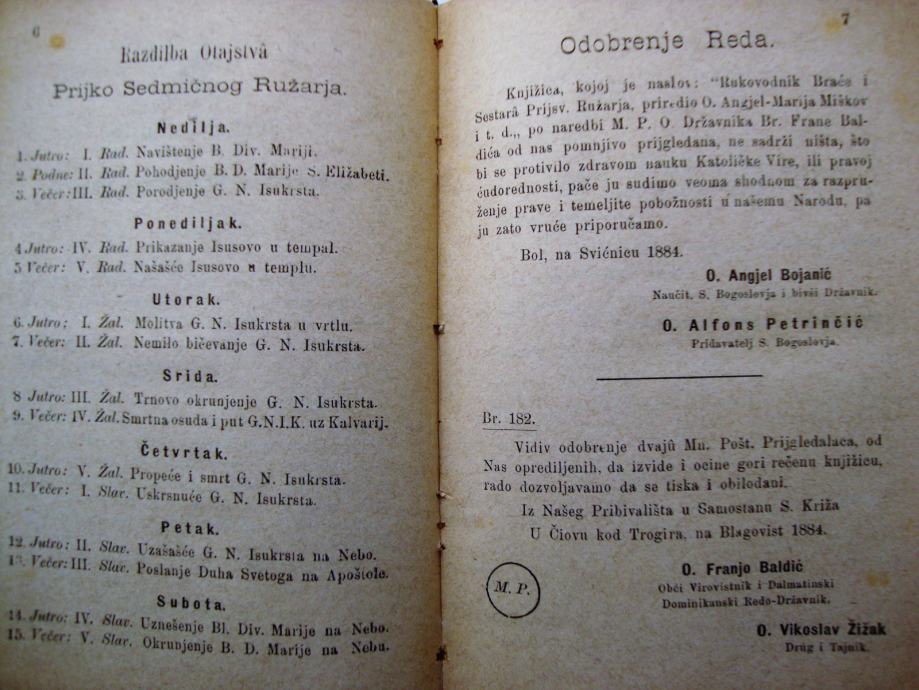 6
Razdilba Otajstvâ
Prijko Sedmičnog Ružarja.
Nedilja.
1. Jutro: I. Rad. Navištenje B. Div. Mariji.
2. Podne: II. Rad. Pohodjenje B. D. Marije S. Eližabeti.
3. Večer: III. Rad. Porodjenje G. N. Isukrsta.
Ponediljak.
4 Jutro: IV. Rad. Prikazanje Isusovo u tempal.
5 Večer: V. Rad. Našašće Isusovo u templu.
Utorak.
6. Jutro: I. Žal. Molitva G. N. Isukrsta u vrtlu.
7. Večer: II. Žal. Nemilo bičevanje G. N. Isukrsta.
Srida.
8 Jutro: III. Žal. Trnovo okrunjenje G. N. Isukrsta.
9. Večer: IV. Žal. Smrtna osuda i put G.N.I.K. uz Kalvarij.
Četvrtak.
10. Jutro: V. Žal. Propeće i smrt G. N. Isukrsta.
11. Večer: I. Slav. Uskrsnuće G. N. Isukrsta.
Petak.
12. Jutro: II. Slav. Uzašašće G. N. Isukrsta na Nebo.
13. Večer: III. Slav. Poslanje Duha Svetoga na Apoštole.
Subota.
14. Jutro: IV. Slav. Uznešenje Bl. Div. Marije na Nebo.
15. Večer: V. Slav. Okrunjenje B. D. Marije na Nebu.
7
Odobrenje Reda.
Knjižica, kojoj je naslov: "Rukovodnik Braće i
Sestarâ Prijsv. Ružarja, priredio O. Angjel-Marija Miškov
i t. d.„ po naredbi M. P. O. Državnika Br. Frane Bal-
dića od nas pomnjivo prijgledana, ne sadrži ništa, što
bi se protivilo zdravom nauku Katoličke Vire, ili pravoj
ćudorednosti, pače ju sudimo veoma shodnom za razpru-
ženje prave i temeljite pobožnosti u našemu Narodu, pa
ju zato vruće priporučamo.
Bol, na Svićnicu 1884.
O. Angjel Bojanić
Naučit. S. Bogoslovja i bivši Državnik.
O. Alfons Petrinčić
Pridavatelj S. Bogoslovja.
Br. 182.
Vidiv odobrenje dvajû Mn. Pošt. Prijgledalaca, od
Nas oprediljenih, da izvide i ocine gori rečenu knjižicu,
rado dozvoljavamo da se tiska i obilodani.
Iz Našeg Pribivališta u Samostanu S. Križa
U Čiovu kod Trogira, na Blagovist 1884.
O. Franjo Baldić
M. P.
Obći Virovistnik i Dalmatinski
Dominikanski Redo-Državnik.
O. Vikoslav Žižak
Drug i Tajnik.